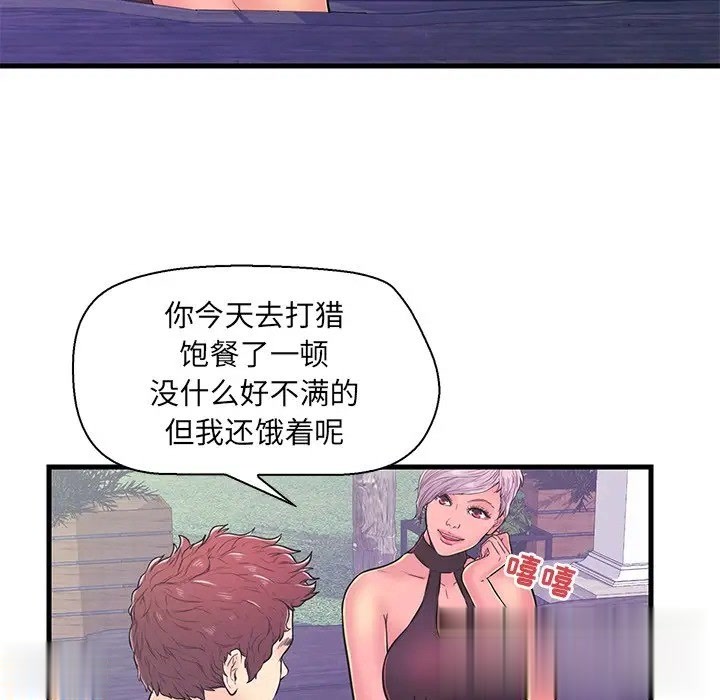 你今天去打猎
饱餐了一顿
没什么好不满的
但我还饿着呢
嘻嘻